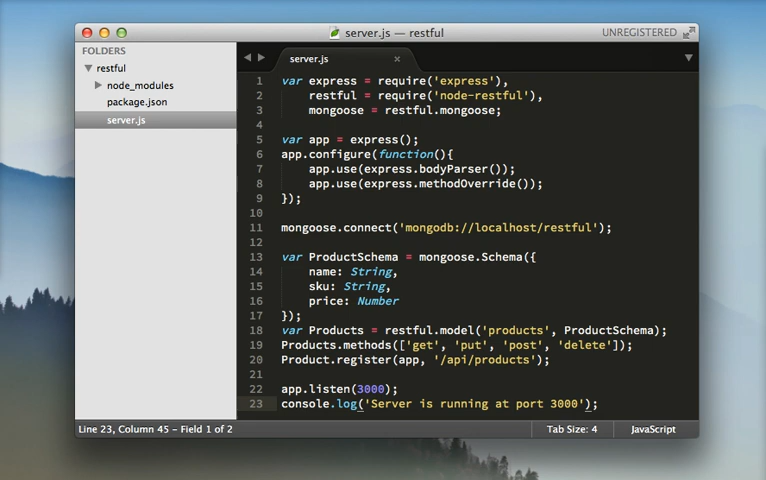 server.js — restful
UNREGISTERED
FOLDERS
restful
node_modules
package.json
server.js
server.js
1 var express = require('express'),
2 restful = require('node-restful'),
3 mongoose = restful.mongoose;
4
5 var app = express();
6 app.configure(function(){
7 app.use(express.bodyParser());
8 app.use(express.methodOverride());
9 });
10
11 mongoose.connect('mongodb://localhost/restful');
12
13 var ProductSchema = mongoose.Schema({
14 name: String,
15 sku: String,
16 price: Number
17 });
18 var Products = restful.model('products', ProductSchema);
19 Products.methods(['get', 'put', 'post', 'delete']);
20 Product.register(app, '/api/products');
21
22 app.listen(3000);
23 console.log('Server is running at port 3000');
Line 23, Column 45 – Field 1 of 2
Tab Size: 4
JavaScript